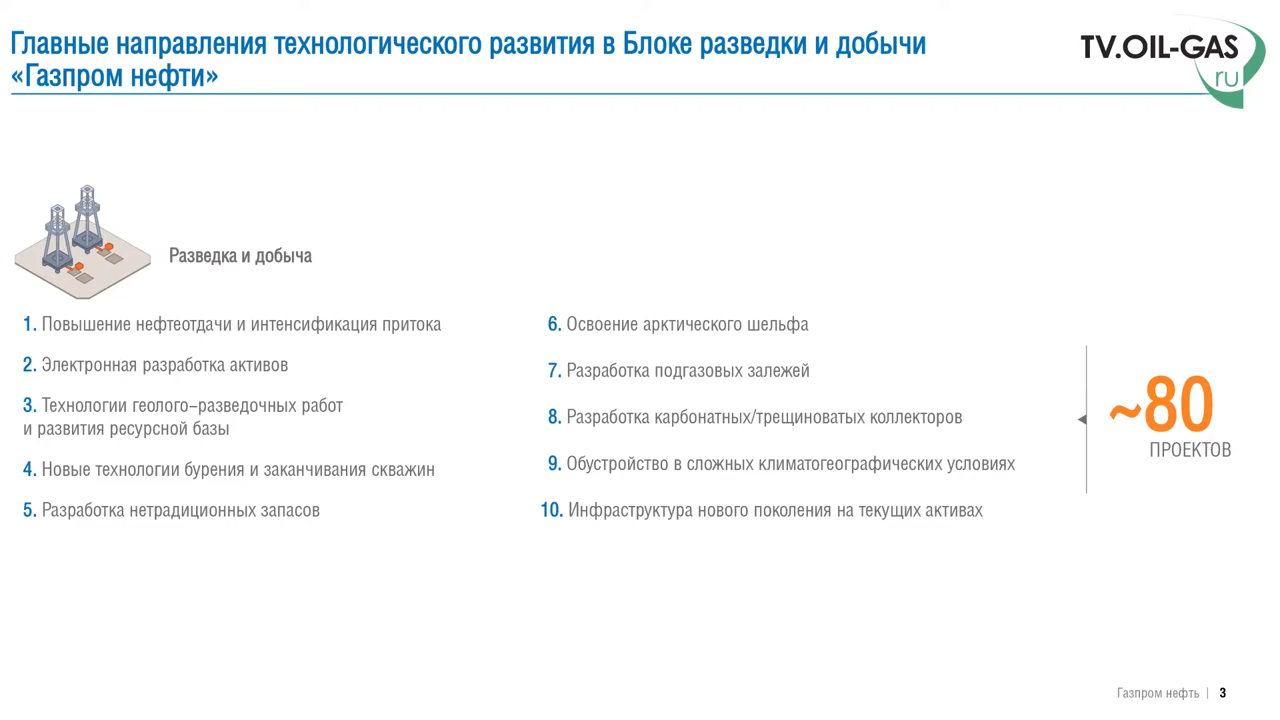 Главные направления технологического развития в Блоке разведки и добычи
«Газпром нефти»
TV.OIL-GAS
ru
Разведка и добыча
1. Повышение нефтеотдачи и интенсификация притока
2. Электронная разработка активов
3. Технологии геолого–разведочных работ
и развития ресурсной базы
4. Новые технологии бурения и заканчивания скважин
5. Разработка нетрадиционных запасов
6. Освоение арктического шельфа
7. Разработка подгазовых залежей
8. Разработка карбонатных/трещиноватых коллекторов
9. Обустройство в сложных климатогеографических условиях
10. Инфраструктура нового поколения на текущих активах
~80
ПРОЕКТОВ
Газпром нефть | 3